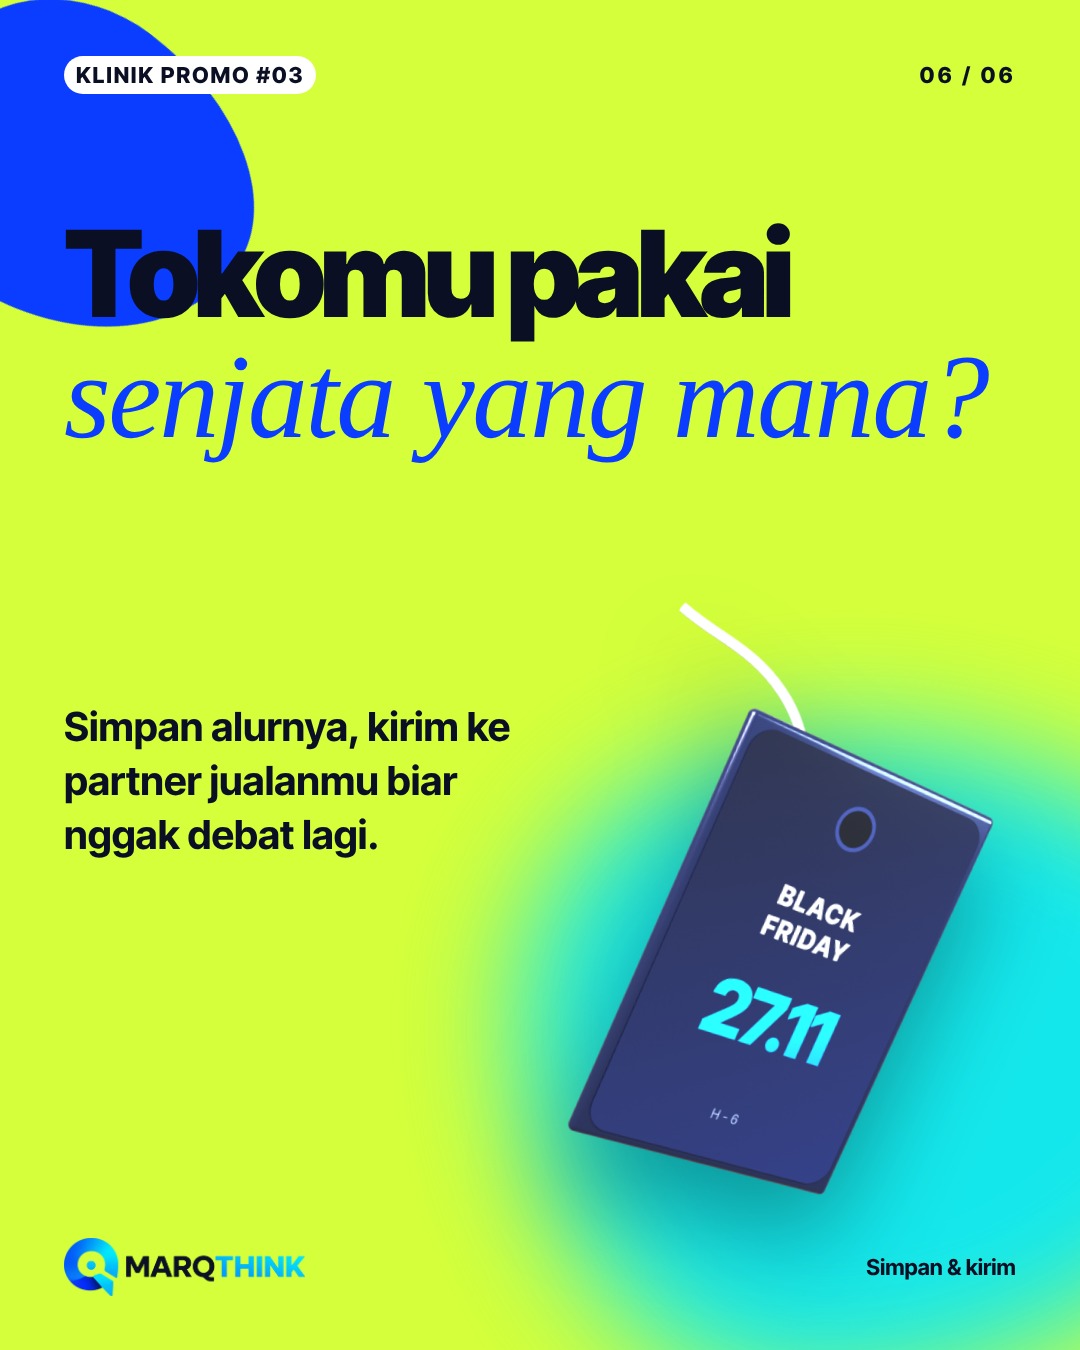 KLINIK PROMO #03
06 / 06
Tokomu pakai
senjata yang mana?
Simpan alurnya, kirim ke
partner jualanmu biar
nggak debat lagi.
BLACK
FRIDAY
27.11
H-6
MARQTHINK
Simpan & kirim